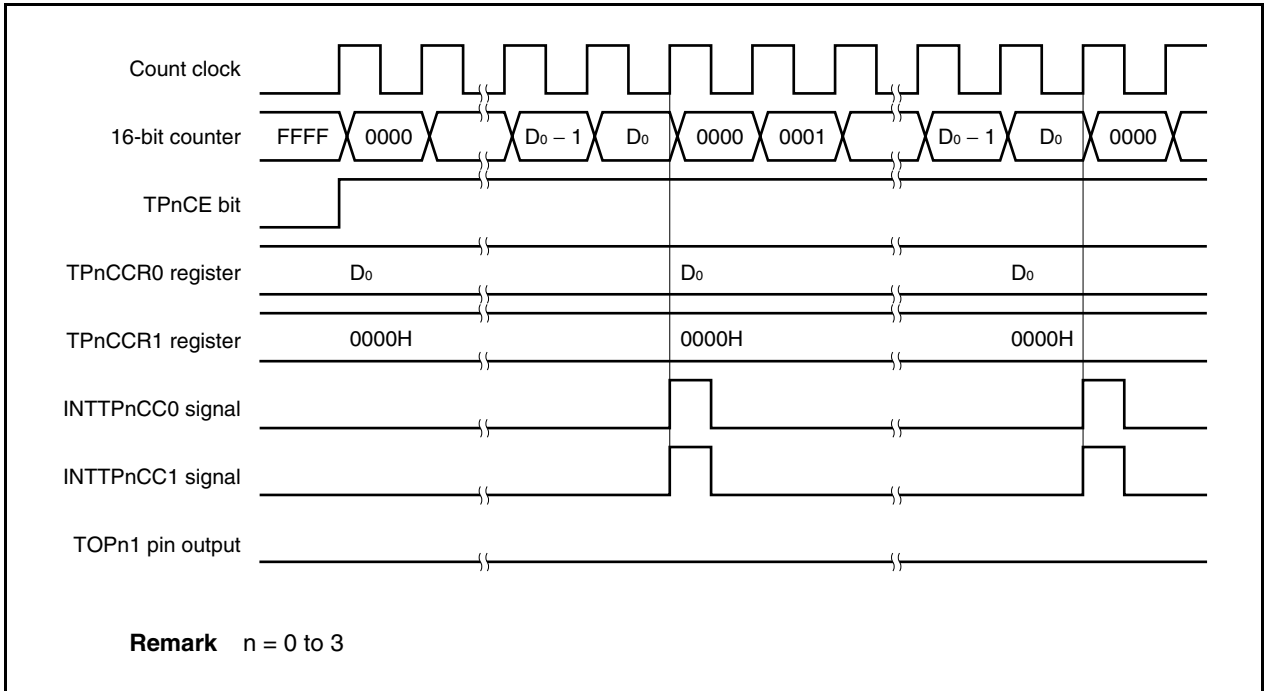 Count clock
16-bit counter FFFF 0000 D₀ − 1 D₀ 0000 0001 D₀ − 1 D₀ 0000
TPnCE bit
TPnCCR0 register D₀ D₀ D₀
TPnCCR1 register 0000H 0000H 0000H
INTTPnCC0 signal
INTTPnCC1 signal
TOPn1 pin output
Remark n = 0 to 3